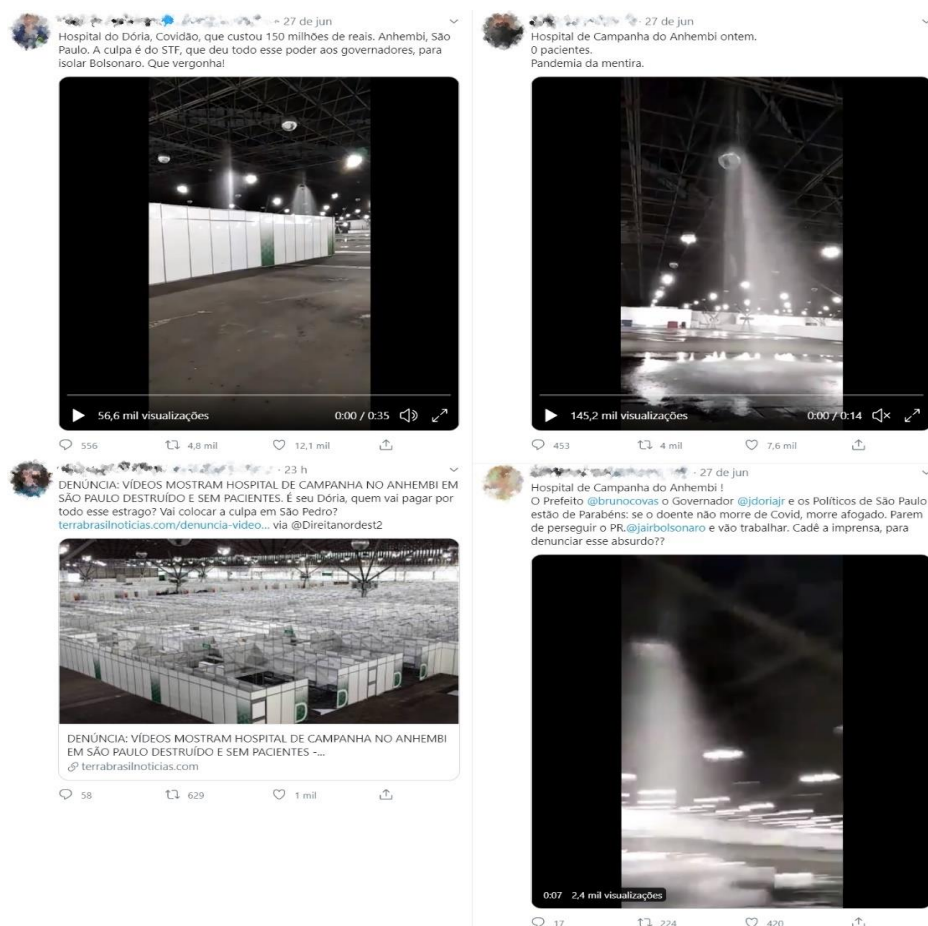 · 27 de jun
Hospital do Dória, Covidão, que custou 150 milhões de reais. Anhembi, São
Paulo. A culpa é do STF, que deu todo esse poder aos governadores, para
isolar Bolsonaro. Que vergonha!
56,6 mil visualizações
0:00 / 0:35
556
4,8 mil
12,1 mil
· 27 de jun
Hospital de Campanha do Anhembi ontem.
0 pacientes.
Pandemia da mentira.
145,2 mil visualizações
0:00 / 0:14
453
4 mil
7,6 mil
· 23 h
DENÚNCIA: VÍDEOS MOSTRAM HOSPITAL DE CAMPANHA NO ANHEMBI EM
SÃO PAULO DESTRUÍDO E SEM PACIENTES. É seu Dória, quem vai pagar por
todo esse estrago? Vai colocar a culpa em São Pedro?
terrabrasilnoticias.com/denuncia-video... via @Direitanordest2
DENÚNCIA: VÍDEOS MOSTRAM HOSPITAL DE CAMPANHA NO ANHEMBI
EM SÃO PAULO DESTRUÍDO E SEM PACIENTES -...
terrabrasilnoticias.com
58
629
1 mil
· 27 de jun
Hospital de Campanha do Anhembi !
O Prefeito @brunocovas o Governador @jdoriajr e os Políticos de São Paulo
estão de Parabéns: se o doente não morre de Covid, morre afogado. Parem
de perseguir o PR.@jairbolsonaro e vão trabalhar. Cadê a imprensa, para
denunciar esse absurdo??
0:07 2,4 mil visualizações
17
224
420